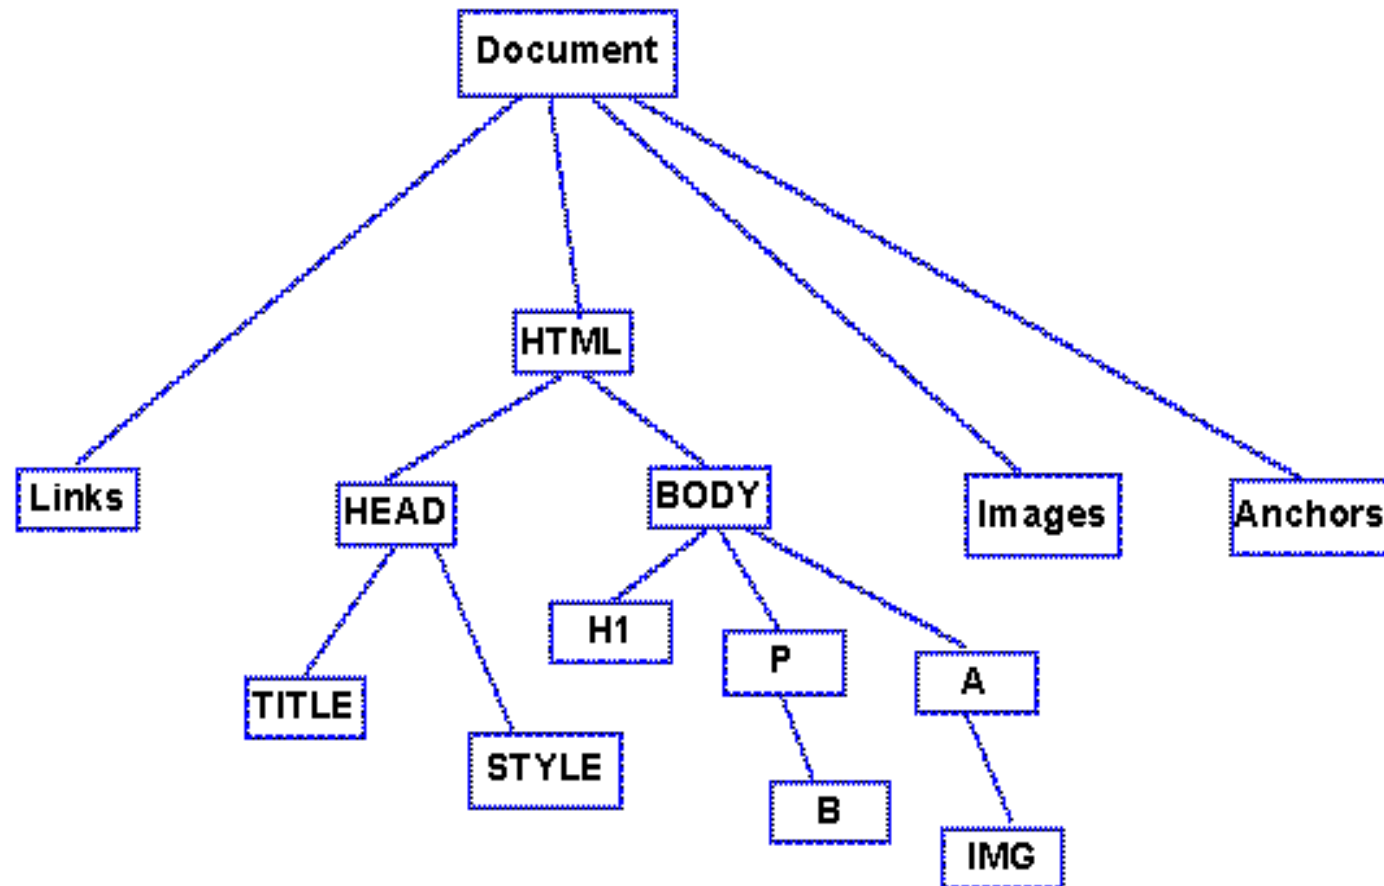 Document
HTML
Links
HEAD
BODY
Images
Anchors
H1
P
A
TITLE
STYLE
B
IMG